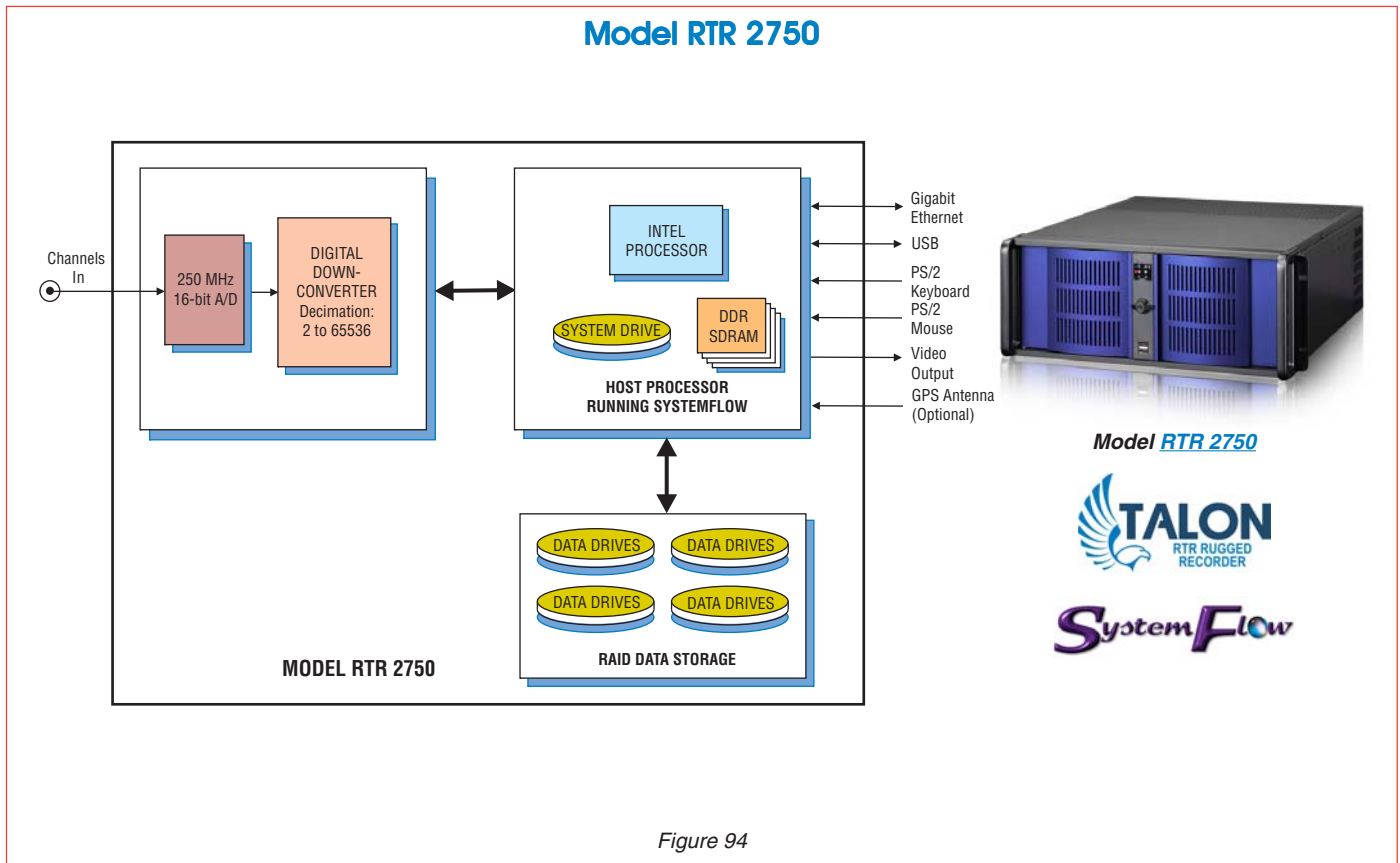 Model RTR 2750
Channels
In
250 MHz
16-bit A/D
DIGITAL
DOWN-
CONVERTER
Decimation:
2 to 65536
INTEL
PROCESSOR
SYSTEM DRIVE
DDR
SDRAM
HOST PROCESSOR
RUNNING SYSTEMFLOW
Gigabit
Ethernet
USB
PS/2
Keyboard
PS/2
Mouse
Video
Output
GPS Antenna
(Optional)
DATA DRIVES
DATA DRIVES
DATA DRIVES
DATA DRIVES
RAID DATA STORAGE
MODEL RTR 2750
Model RTR 2750
TALON
RTR RUGGED
RECORDER
SystemFlow
Figure 94